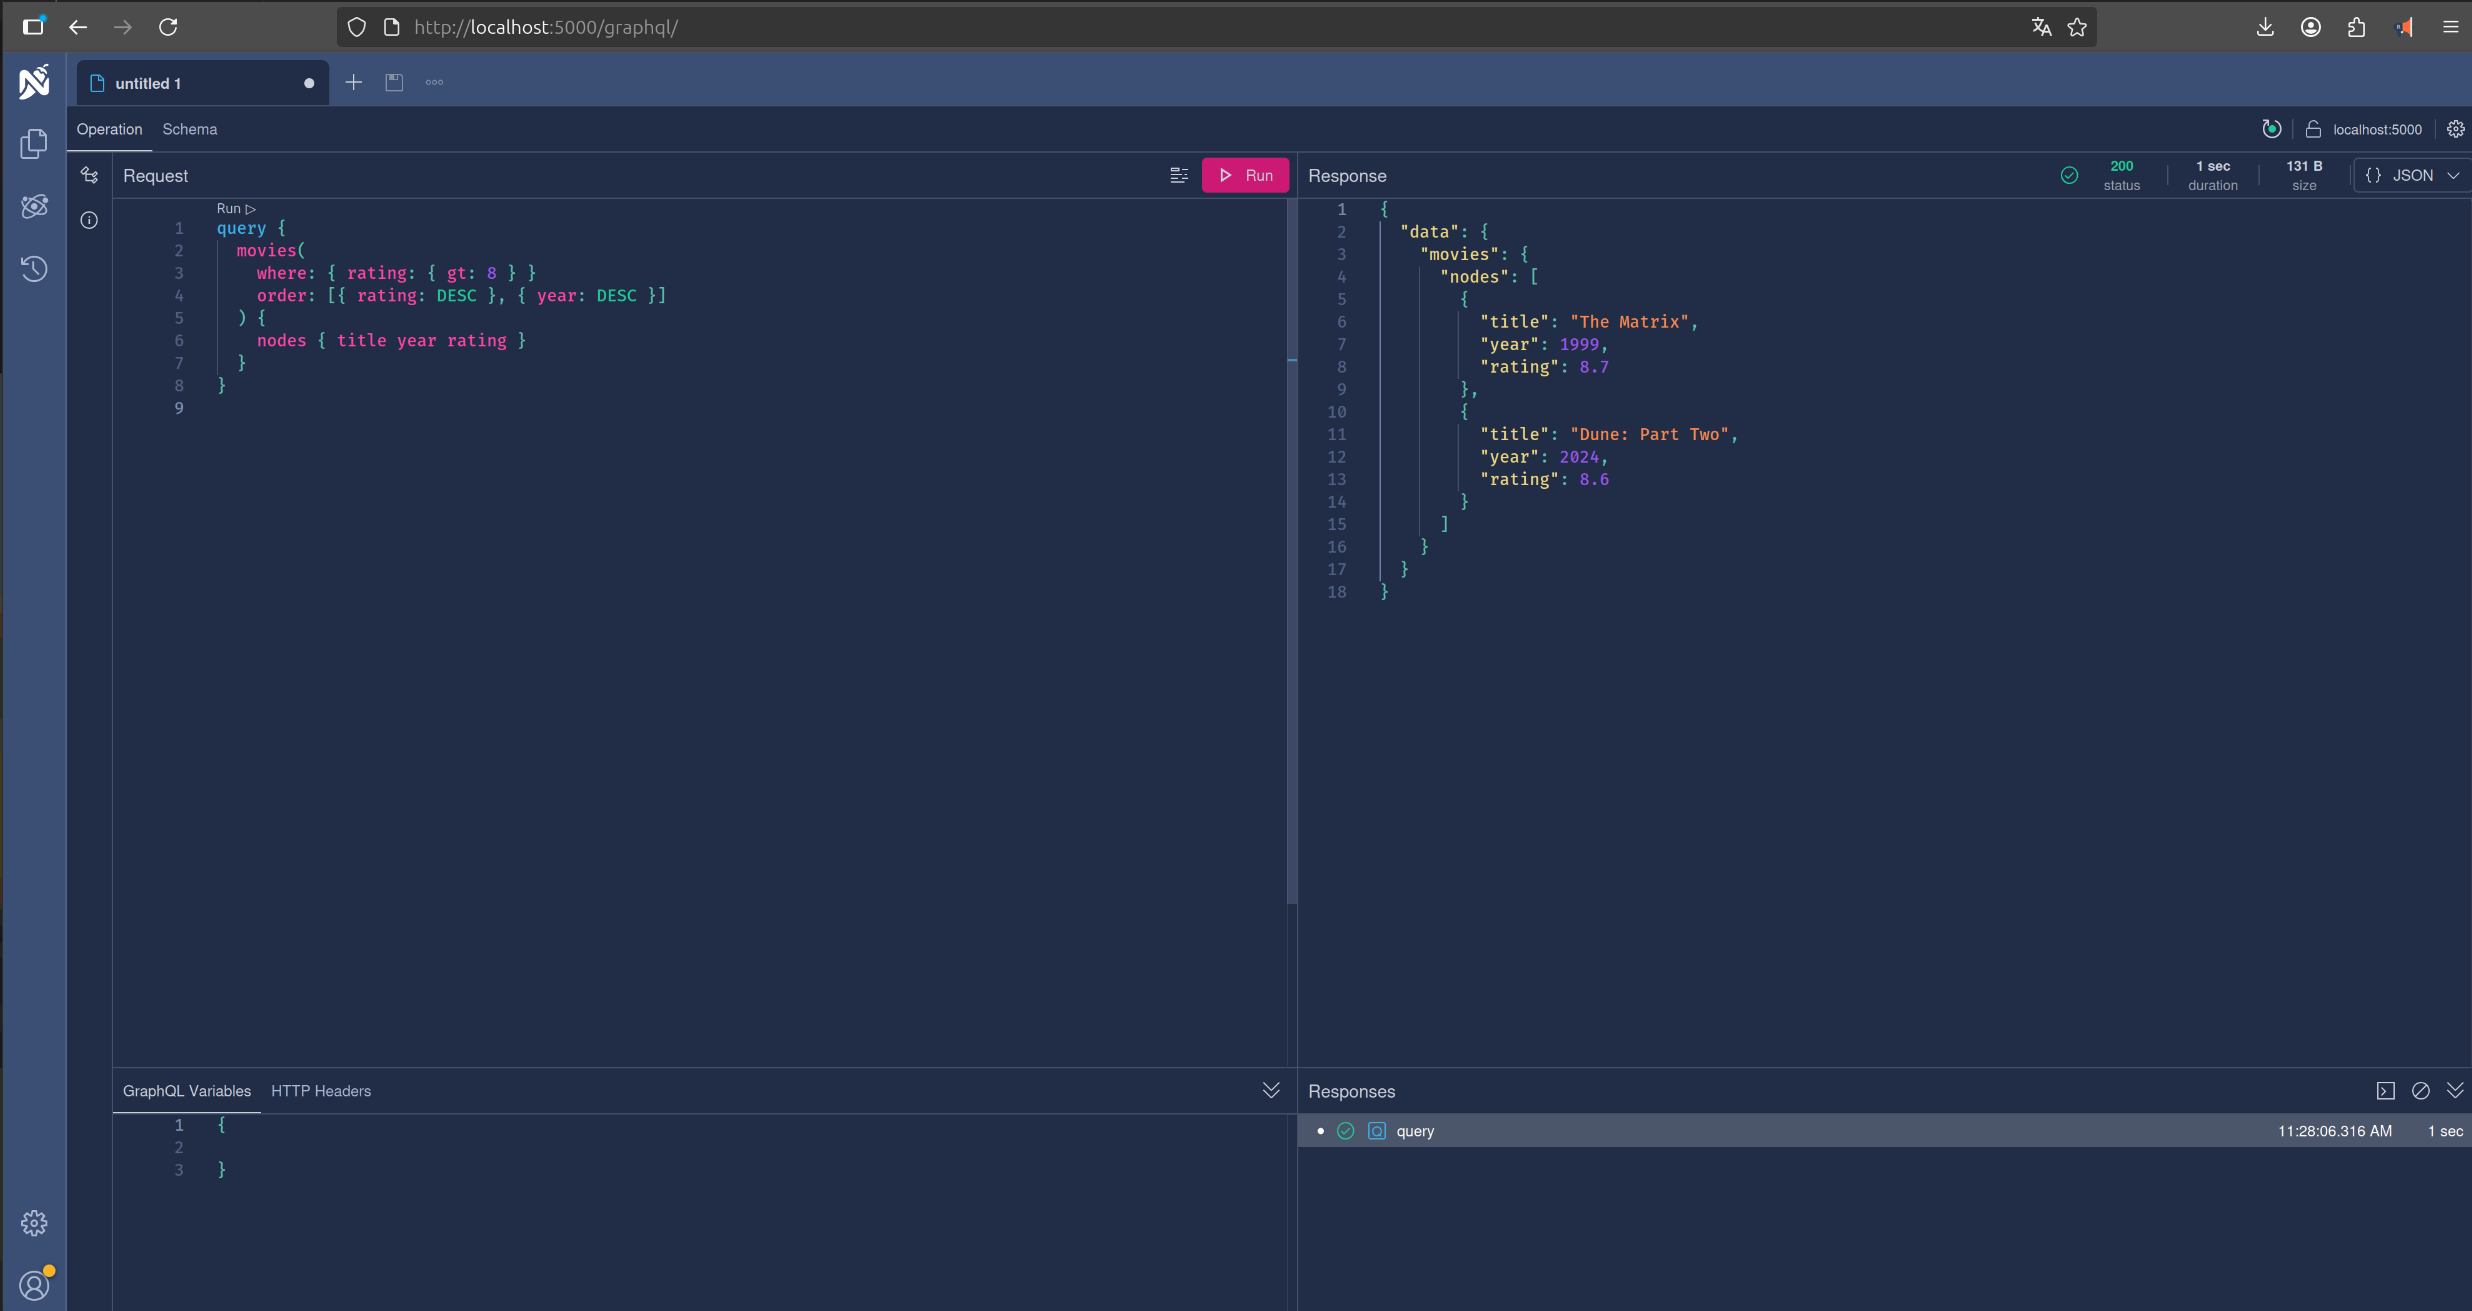 http://localhost:5000/graphql/
untitled 1
Operation Schema
localhost:5000
Request
Run
Response
200 status
1 sec duration
131 B size
{} JSON
Run ▷
1 query {
2   movies(
3     where: { rating: { gt: 8 } }
4     order: [{ rating: DESC }, { year: DESC }]
5   ) {
6     nodes { title year rating }
7   }
8 }
9
1 {
2   "data": {
3     "movies": {
4       "nodes": [
5         {
6           "title": "The Matrix",
7           "year": 1999,
8           "rating": 8.7
9         },
10         {
11           "title": "Dune: Part Two",
12           "year": 2024,
13           "rating": 8.6
14         }
15       ]
16     }
17   }
18 }
GraphQL Variables HTTP Headers
1 {
2
3 }
Responses
query 11:28:06.316 AM 1 sec